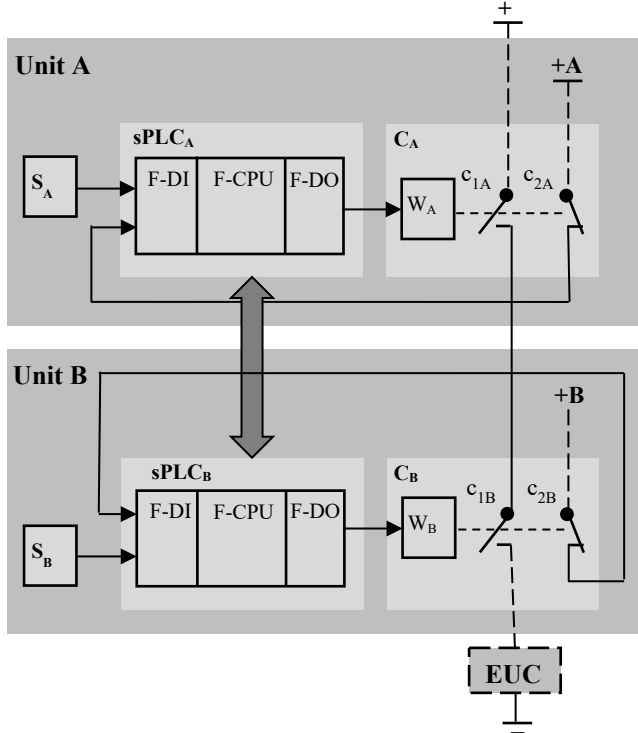 +
Unit A
+A
sPLCA
CA
SA
F-DI
F-CPU
F-DO
WA
c1A
c2A
Unit B
+B
sPLCB
CB
SB
F-DI
F-CPU
F-DO
WB
c1B
c2B
EUC